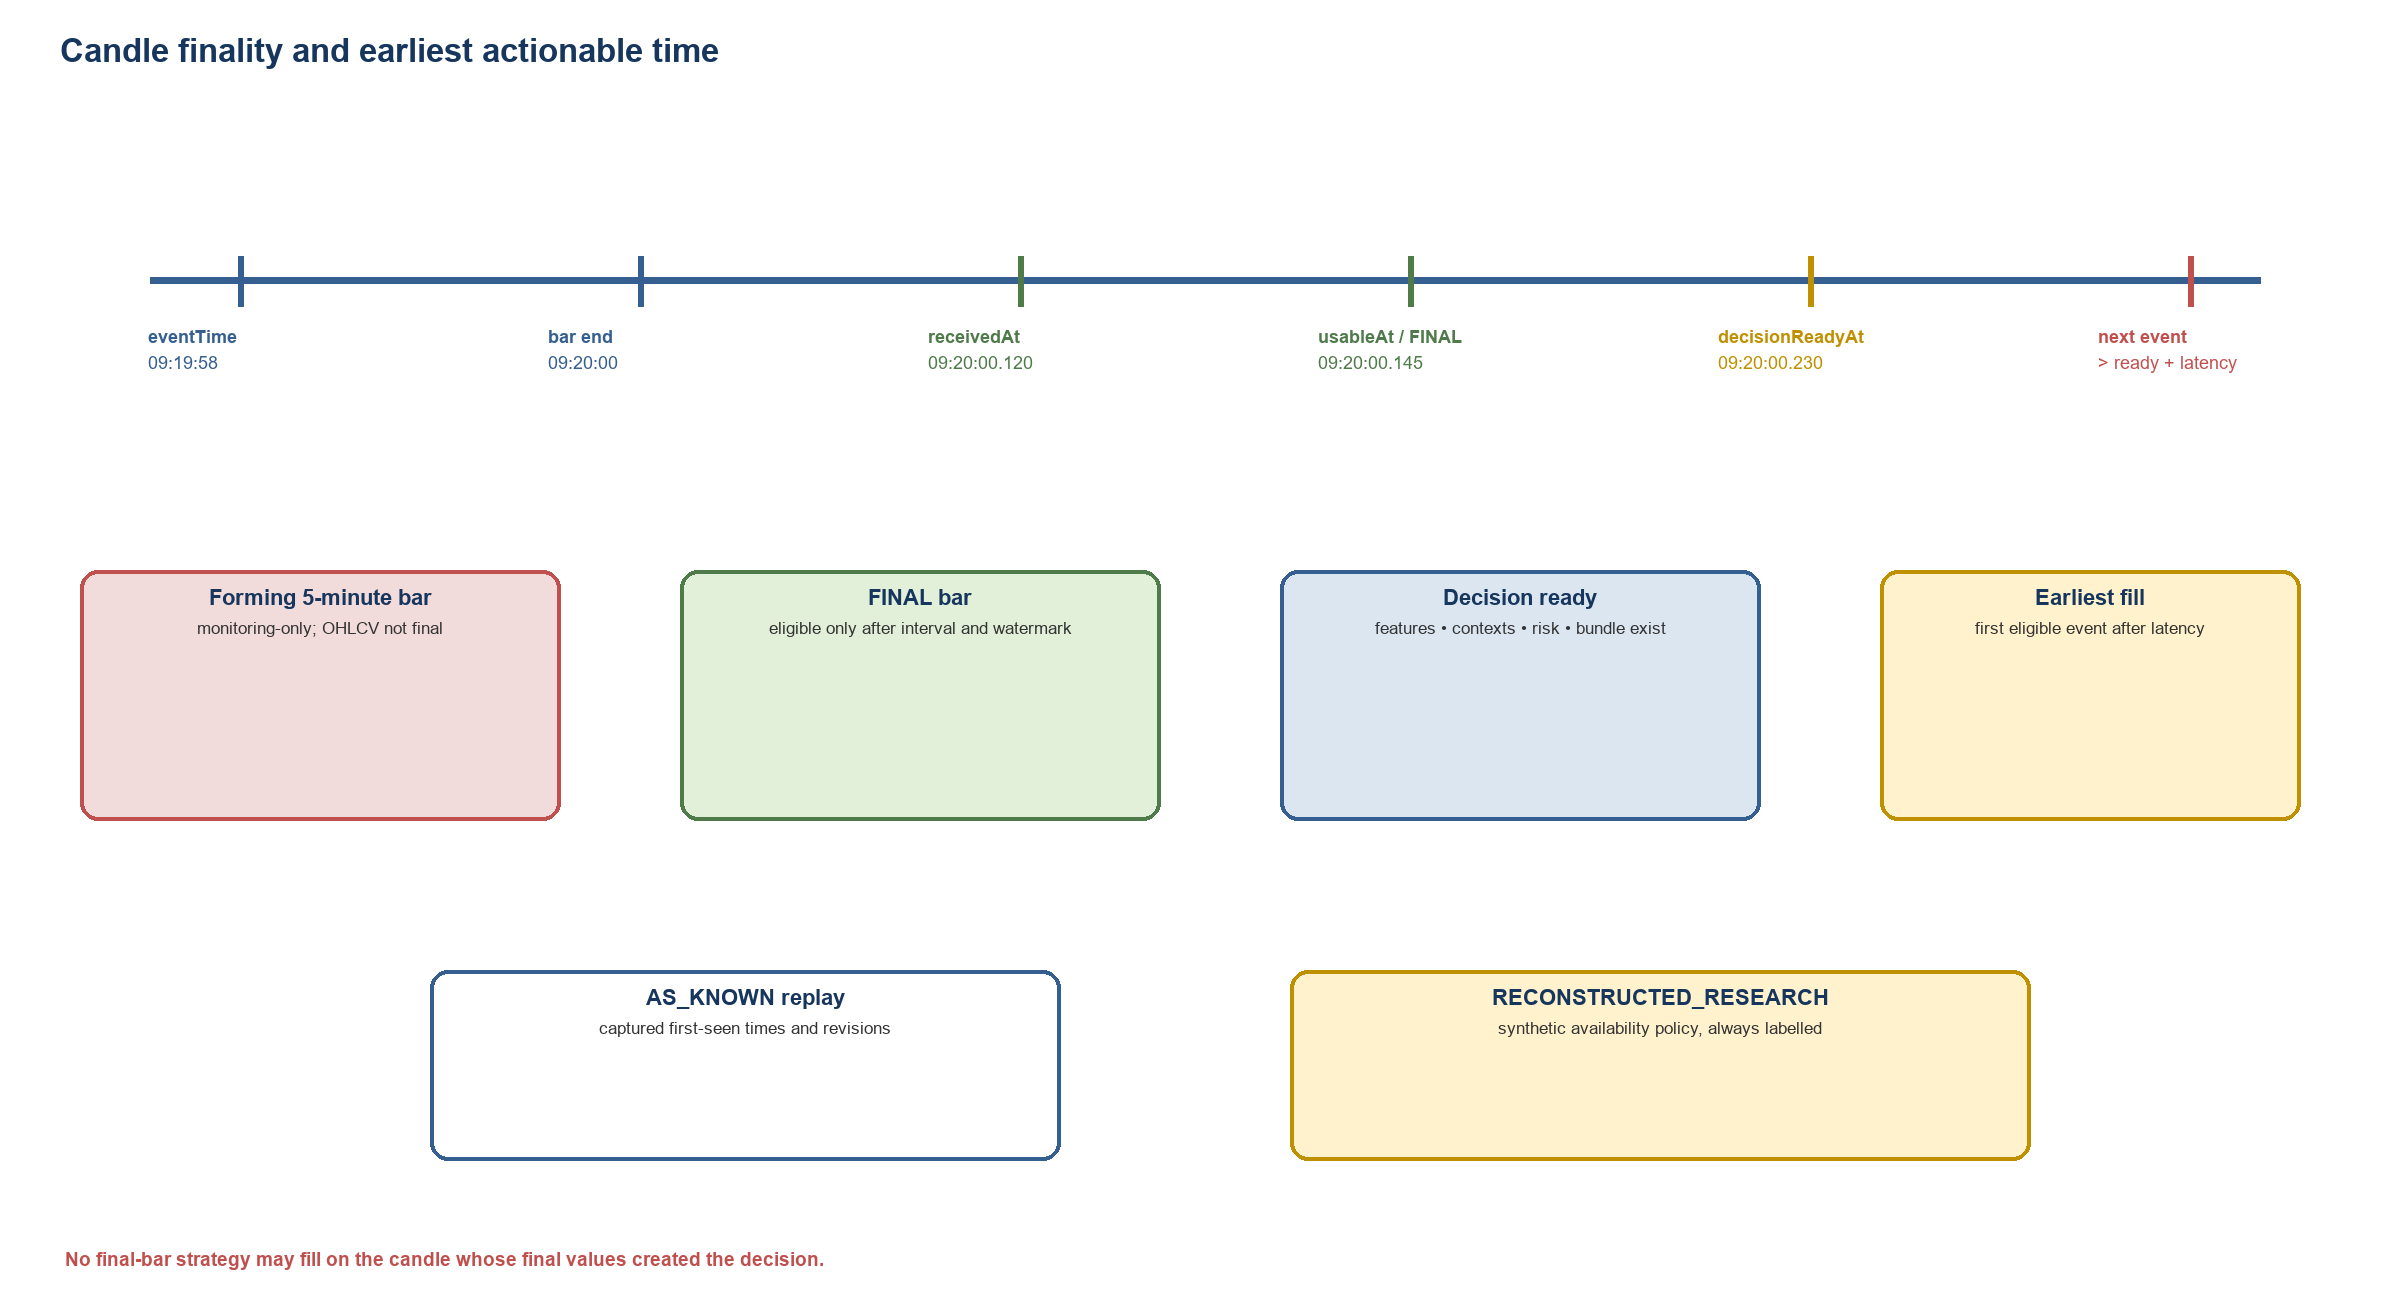 Candle finality and earliest actionable time
eventTime
09:19:58
bar end
09:20:00
receivedAt
09:20:00.120
usableAt / FINAL
09:20:00.145
decisionReadyAt
09:20:00.230
next event
> ready + latency
Forming 5-minute bar
monitoring-only; OHLCV not final
FINAL bar
eligible only after interval and watermark
Decision ready
features • contexts • risk • bundle exist
Earliest fill
first eligible event after latency
AS_KNOWN replay
captured first-seen times and revisions
RECONSTRUCTED_RESEARCH
synthetic availability policy, always labelled
No final-bar strategy may fill on the candle whose final values created the decision.